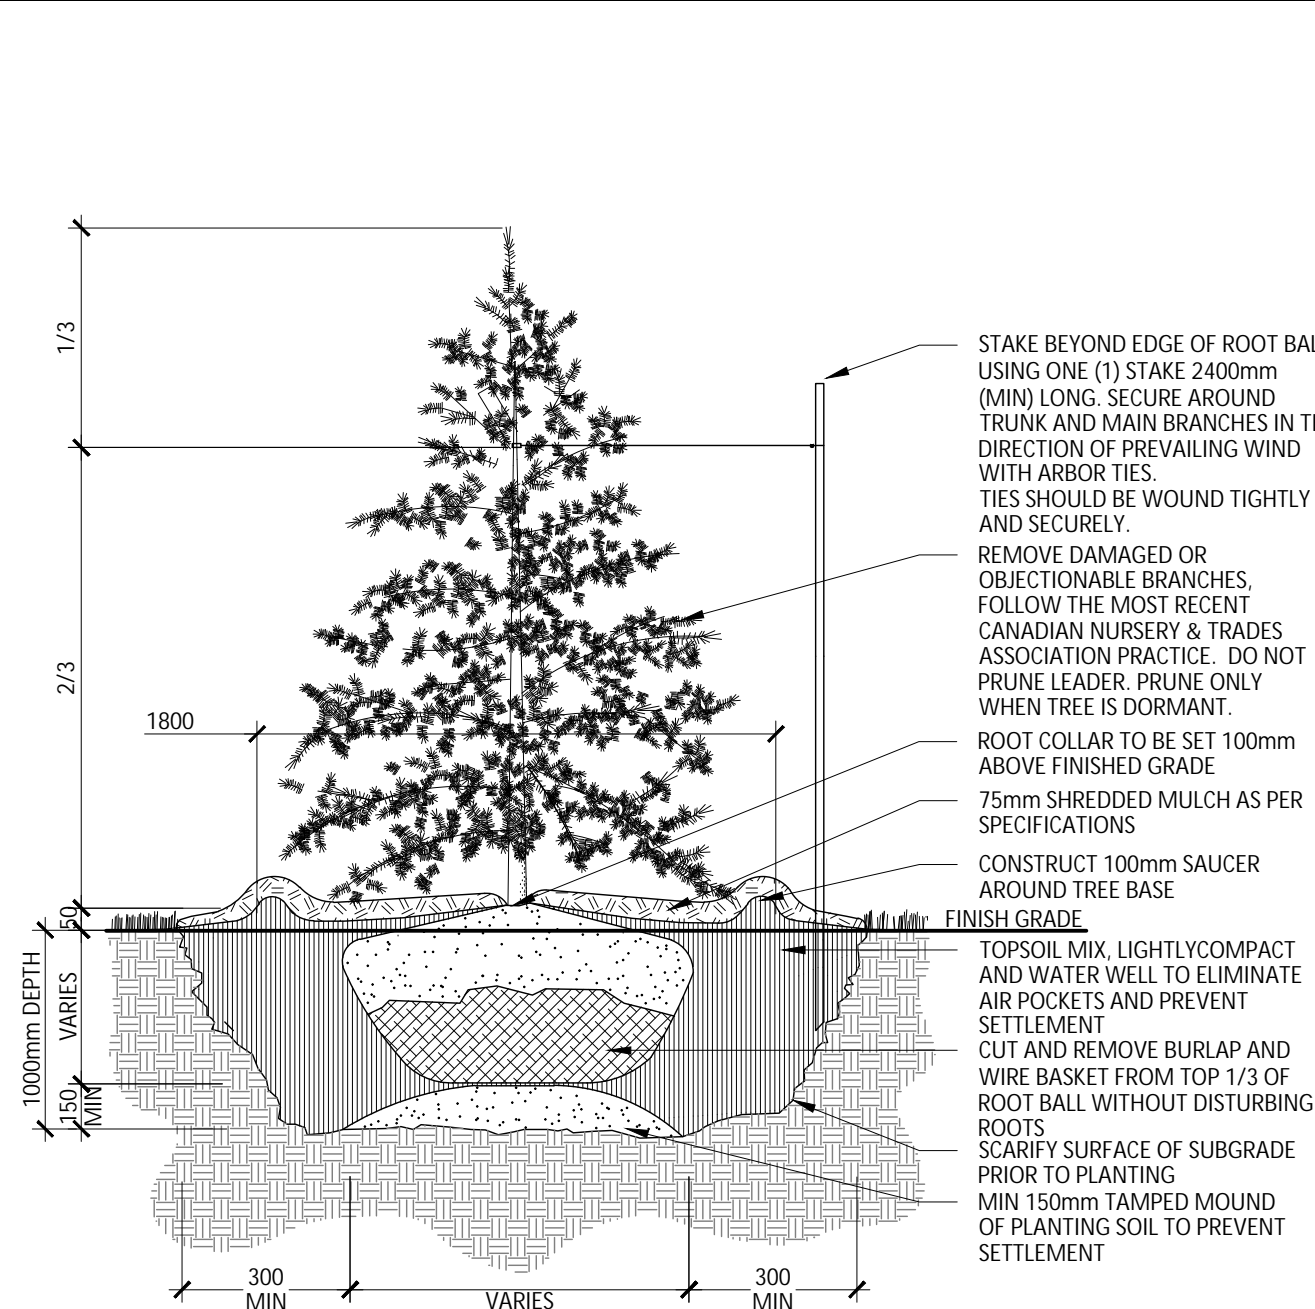 1/3
2/3
1800
50
1000mm DEPTH
VARIES
150
MIN
300
MIN
VARIES
300
MIN
STAKE BEYOND EDGE OF ROOT BAL
USING ONE (1) STAKE 2400mm
(MIN) LONG. SECURE AROUND
TRUNK AND MAIN BRANCHES IN T
DIRECTION OF PREVAILING WIND
WITH ARBOR TIES.
TIES SHOULD BE WOUND TIGHTLY
AND SECURELY.
REMOVE DAMAGED OR
OBJECTIONABLE BRANCHES,
FOLLOW THE MOST RECENT
CANADIAN NURSERY & TRADES
ASSOCIATION PRACTICE. DO NOT
PRUNE LEADER. PRUNE ONLY
WHEN TREE IS DORMANT.
ROOT COLLAR TO BE SET 100mm
ABOVE FINISHED GRADE
75mm SHREDDED MULCH AS PER
SPECIFICATIONS
CONSTRUCT 100mm SAUCER
AROUND TREE BASE
FINISH GRADE
TOPSOIL MIX, LIGHTLYCOMPACT
AND WATER WELL TO ELIMINATE
AIR POCKETS AND PREVENT
SETTLEMENT
CUT AND REMOVE BURLAP AND
WIRE BASKET FROM TOP 1/3 OF
ROOT BALL WITHOUT DISTURBING
ROOTS
SCARIFY SURFACE OF SUBGRADE
PRIOR TO PLANTING
MIN 150mm TAMPED MOUND
OF PLANTING SOIL TO PREVENT
SETTLEMENT